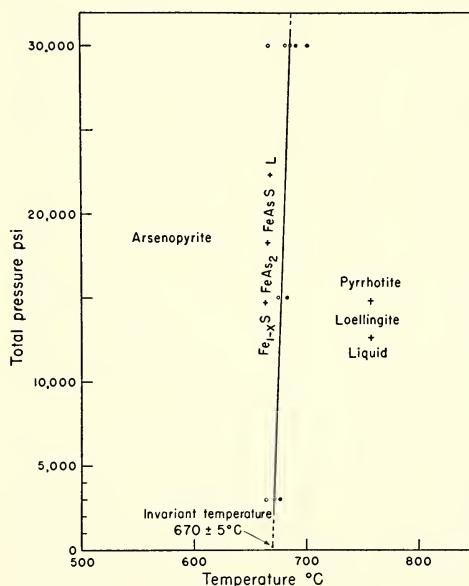 30,000
20,000
10,000
5,000
0
Total pressure psi
Arsenopyrite
Fe1-XS + FeAs2 + FeAsS + L
Pyrrhotite
+
Loellingite
+
Liquid
Invariant temperature
670 ± 5°C
500
600
700
800
Temperature °C